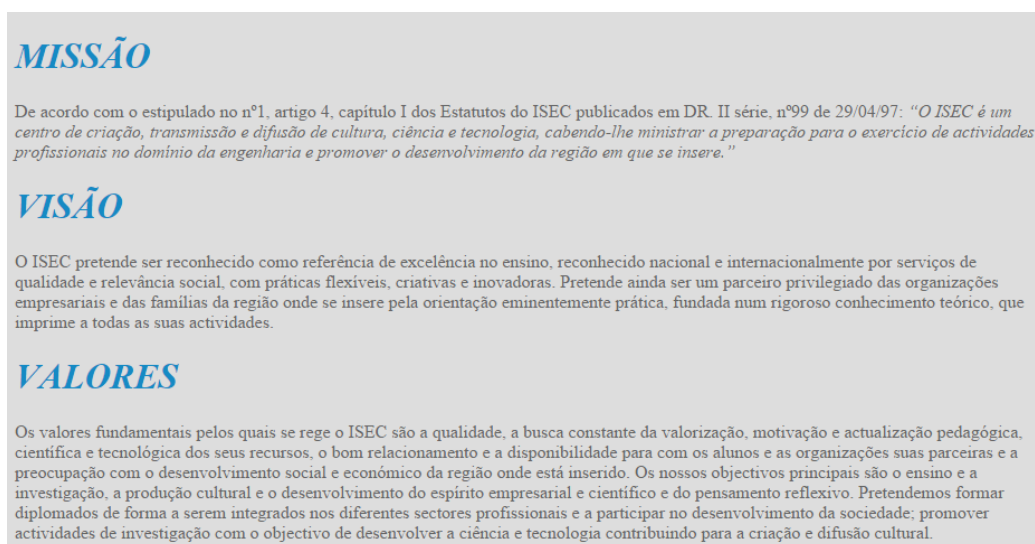 MISSÃO
De acordo com o estipulado no nº1, artigo 4, capítulo I dos Estatutos do ISEC publicados em DR. II série, nº99 de 29/04/97: “O ISEC é um
centro de criação, transmissão e difusão de cultura, ciência e tecnologia, cabendo-lhe ministrar a preparação para o exercício de actividades
profissionais no domínio da engenharia e promover o desenvolvimento da região em que se insere.”
VISÃO
O ISEC pretende ser reconhecido como referência de excelência no ensino, reconhecido nacional e internacionalmente por serviços de
qualidade e relevância social, com práticas flexíveis, criativas e inovadoras. Pretende ainda ser um parceiro privilegiado das organizações
empresariais e das famílias da região onde se insere pela orientação eminentemente prática, fundada num rigoroso conhecimento teórico, que
imprime a todas as suas actividades.
VALORES
Os valores fundamentais pelos quais se rege o ISEC são a qualidade, a busca constante da valorização, motivação e actualização pedagógica,
científica e tecnológica dos seus recursos, o bom relacionamento e a disponibilidade para com os alunos e as organizações suas parceiras e a
preocupação com o desenvolvimento social e económico da região onde está inserido. Os nossos objectivos principais são o ensino e a
investigação, a produção cultural e o desenvolvimento do espírito empresarial e científico e do pensamento reflexivo. Pretendemos formar
diplomados de forma a serem integrados nos diferentes sectores profissionais e a participar no desenvolvimento da sociedade; promover
actividades de investigação com o objectivo de desenvolver a ciência e tecnologia contribuindo para a criação e difusão cultural.